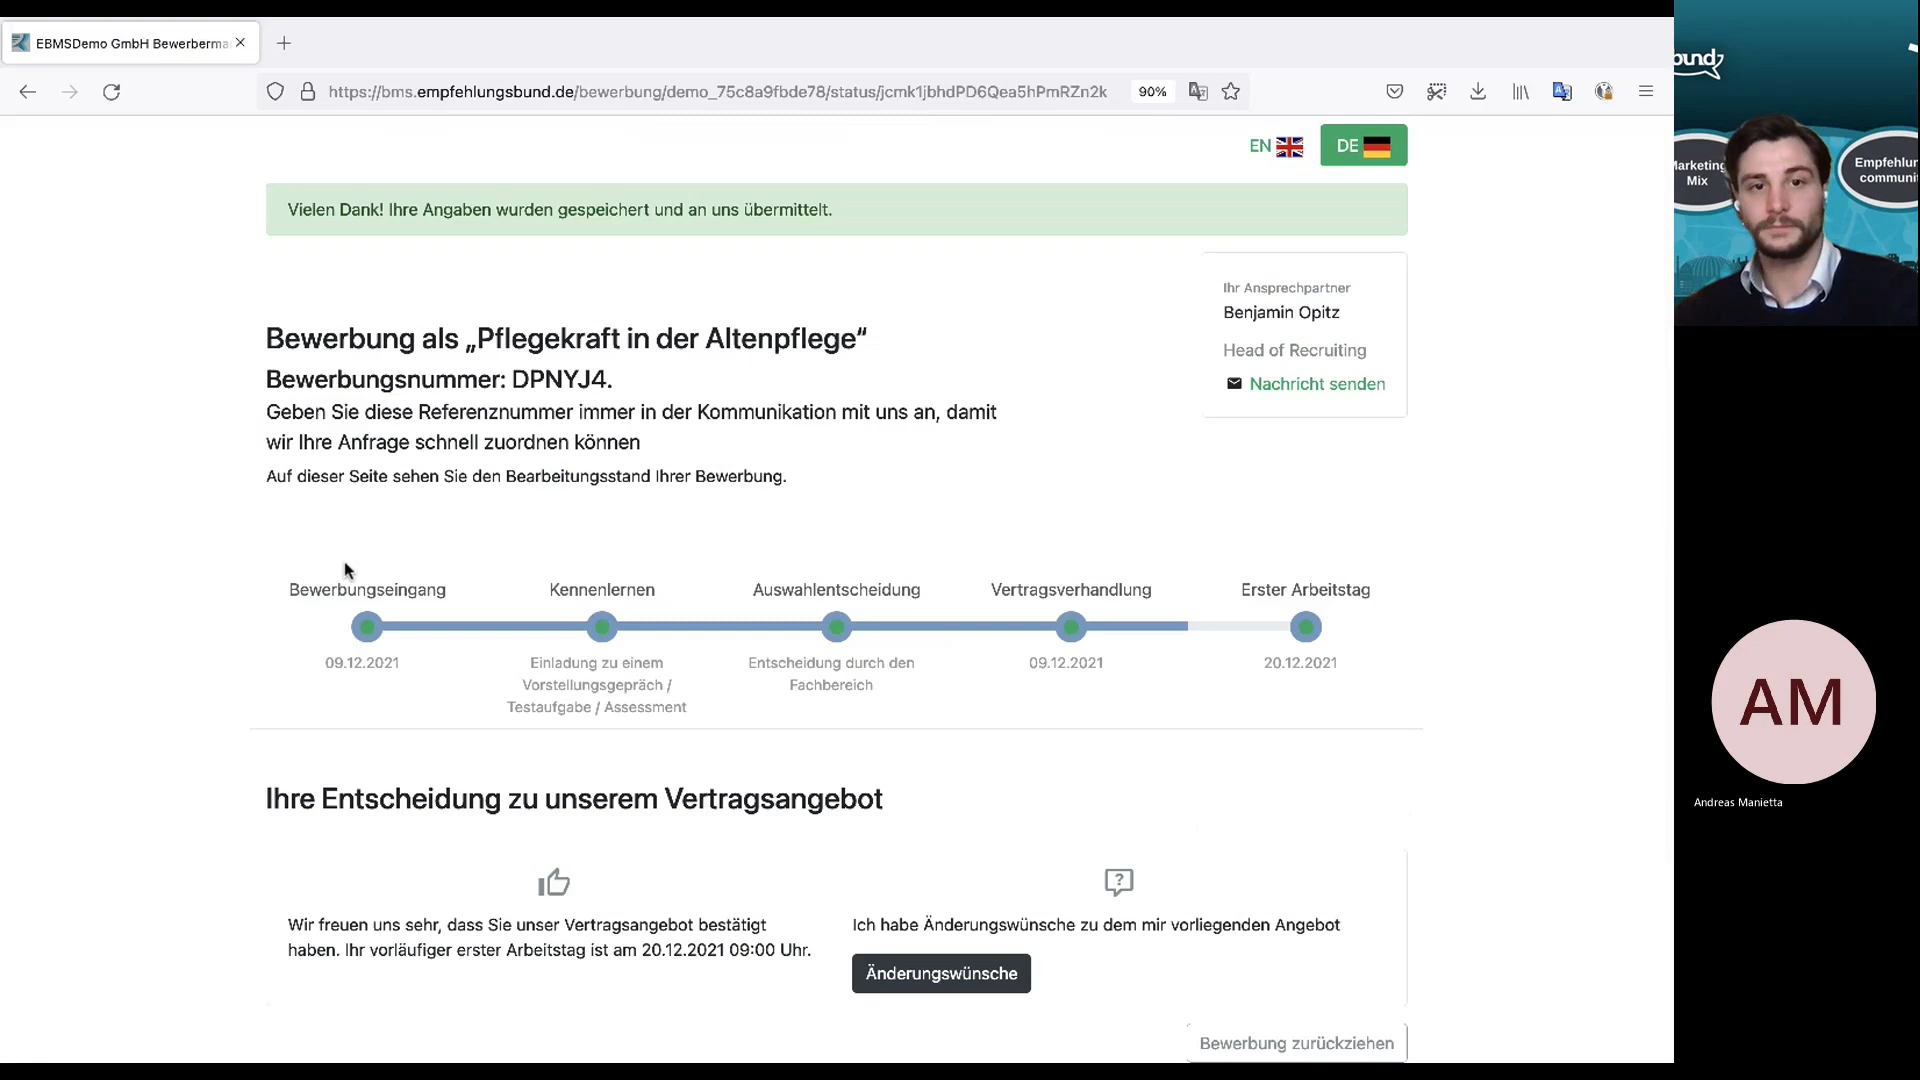 EBMSDemo GmbH Bewerberma
https://bms.empfehlungsbund.de/bewerbung/demo_75c8a9fbde78/status/jcmk1jbhdPD6Qea5hPmRZn2k
90%
EN
DE
Vielen Dank! Ihre Angaben wurden gespeichert und an uns übermittelt.
Ihr Ansprechpartner
Benjamin Opitz
Head of Recruiting
Nachricht senden
Bewerbung als „Pflegekraft in der Altenpflege“
Bewerbungsnummer: DPNYJ4.
Geben Sie diese Referenznummer immer in der Kommunikation mit uns an, damit
wir Ihre Anfrage schnell zuordnen können
Auf dieser Seite sehen Sie den Bearbeitungsstand Ihrer Bewerbung.
Bewerbungseingang
09.12.2021
Kennenlernen
Einladung zu einem
Vorstellungsgepräch /
Testaufgabe / Assessment
Auswahlentscheidung
Entscheidung durch den
Fachbereich
Vertragsverhandlung
09.12.2021
Erster Arbeitstag
20.12.2021
Ihre Entscheidung zu unserem Vertragsangebot
Wir freuen uns sehr, dass Sie unser Vertragsangebot bestätigt
haben. Ihr vorläufiger erster Arbeitstag ist am 20.12.2021 09:00 Uhr.
Ich habe Änderungswünsche zu dem mir vorliegenden Angebot
Änderungswünsche
Bewerbung zurückziehen
bund
Marketing
Mix
Empfehlun
communi
AM
Andreas Manietta